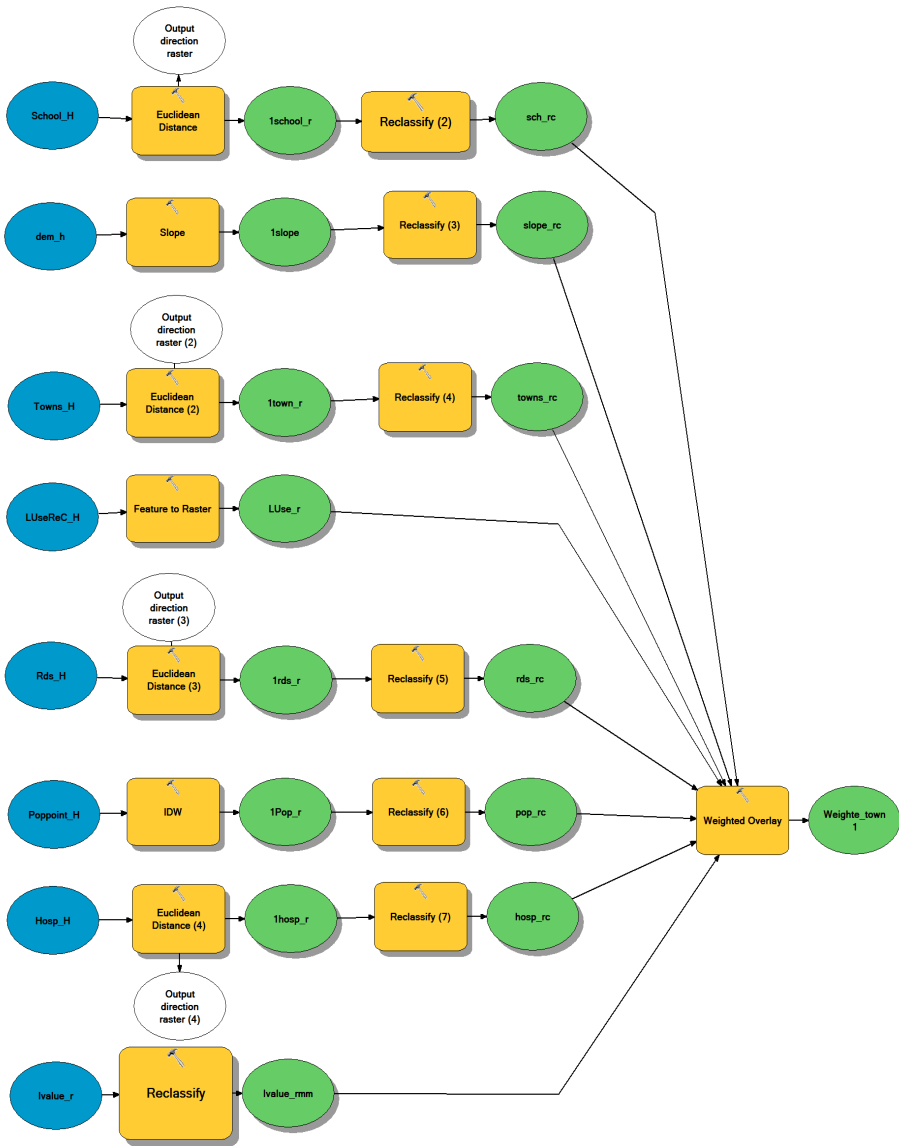 Output
direction
raster
School_H
Euclidean
Distance
1school_r
Reclassify (2)
sch_rc
dem_h
Slope
1slope
Reclassify (3)
slope_rc
Output
direction
raster (2)
Towns_H
Euclidean
Distance (2)
1town_r
Reclassify (4)
towns_rc
LUseReC_H
Feature to Raster
LUse_r
Output
direction
raster (3)
Rds_H
Euclidean
Distance (3)
1rds_r
Reclassify (5)
rds_rc
Poppoint_H
IDW
1Pop_r
Reclassify (6)
pop_rc
Weighted Overlay
Weighte_town
1
Hosp_H
Euclidean
Distance (4)
1hosp_r
Reclassify (7)
hosp_rc
Output
direction
raster (4)
lvalue_r
Reclassify
lvalue_rmm